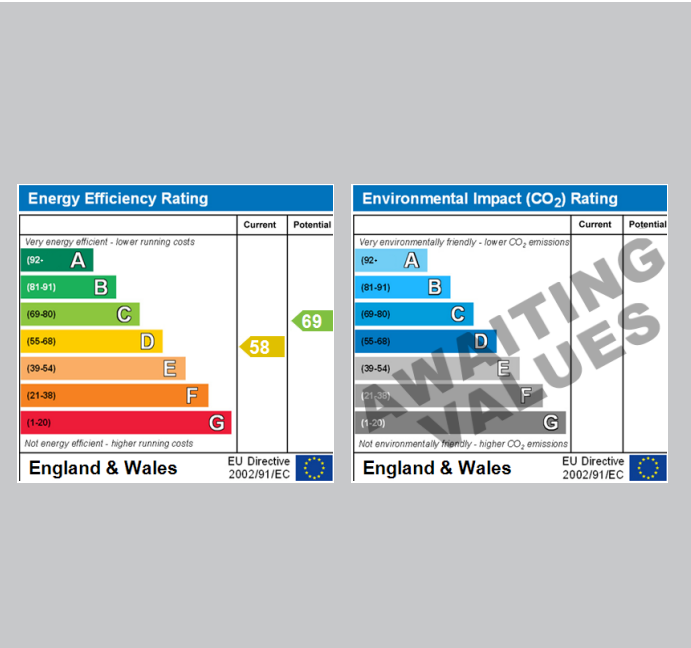 Energy Efficiency Rating
Current Potential
Very energy efficient - lower running costs
(92- A
(81-91) B
(69-80) C
(55-68) D
(39-54) E
(21-38) F
(1-20) G
58
69
Not energy efficient - higher running costs
England & Wales
EU Directive
2002/91/EC
Environmental Impact (CO₂) Rating
Current Potential
Very environmentally friendly - lower CO₂ emissions
(92- A
(81-91) B
(69-80) C
(55-68) D
(39-54) E
(21-38) F
(1-20) G
AWAITING
VALUES
Not environmentally friendly - higher CO₂ emissions
England & Wales
EU Directive
2002/91/EC